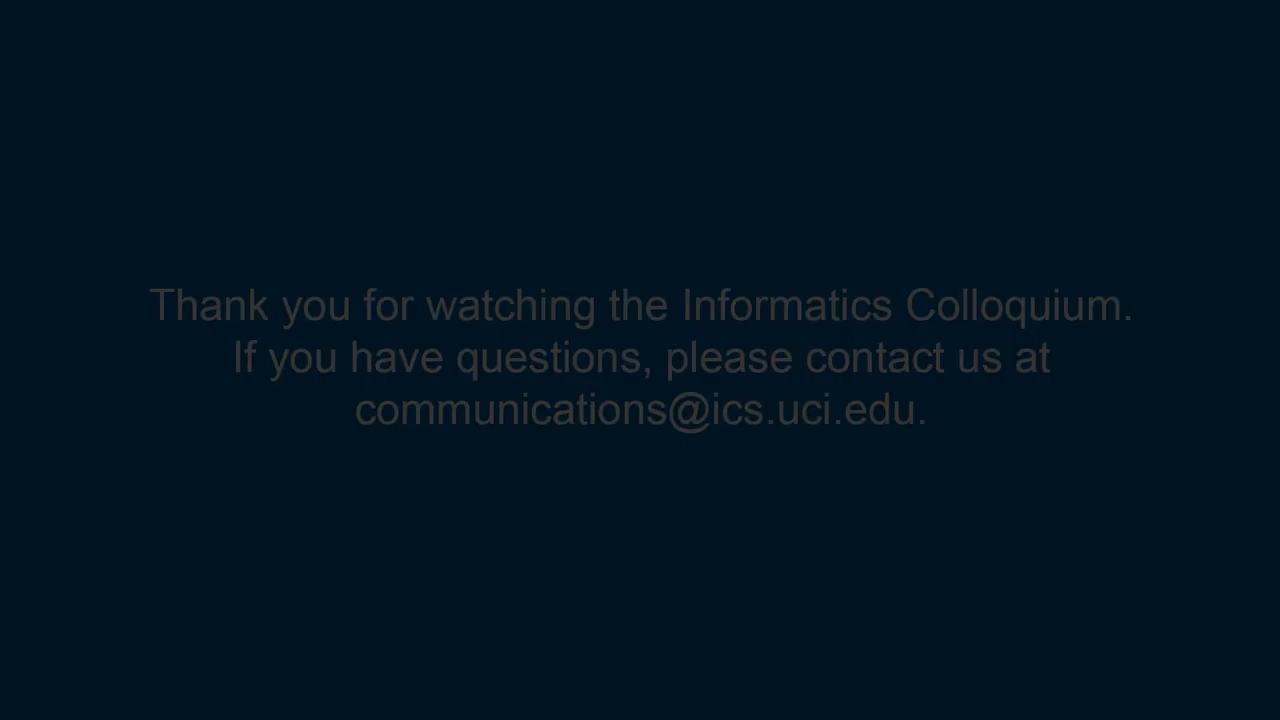 Thank you for watching the Informatics Colloquium.
If you have questions, please contact us at
communications@ics.uci.edu.